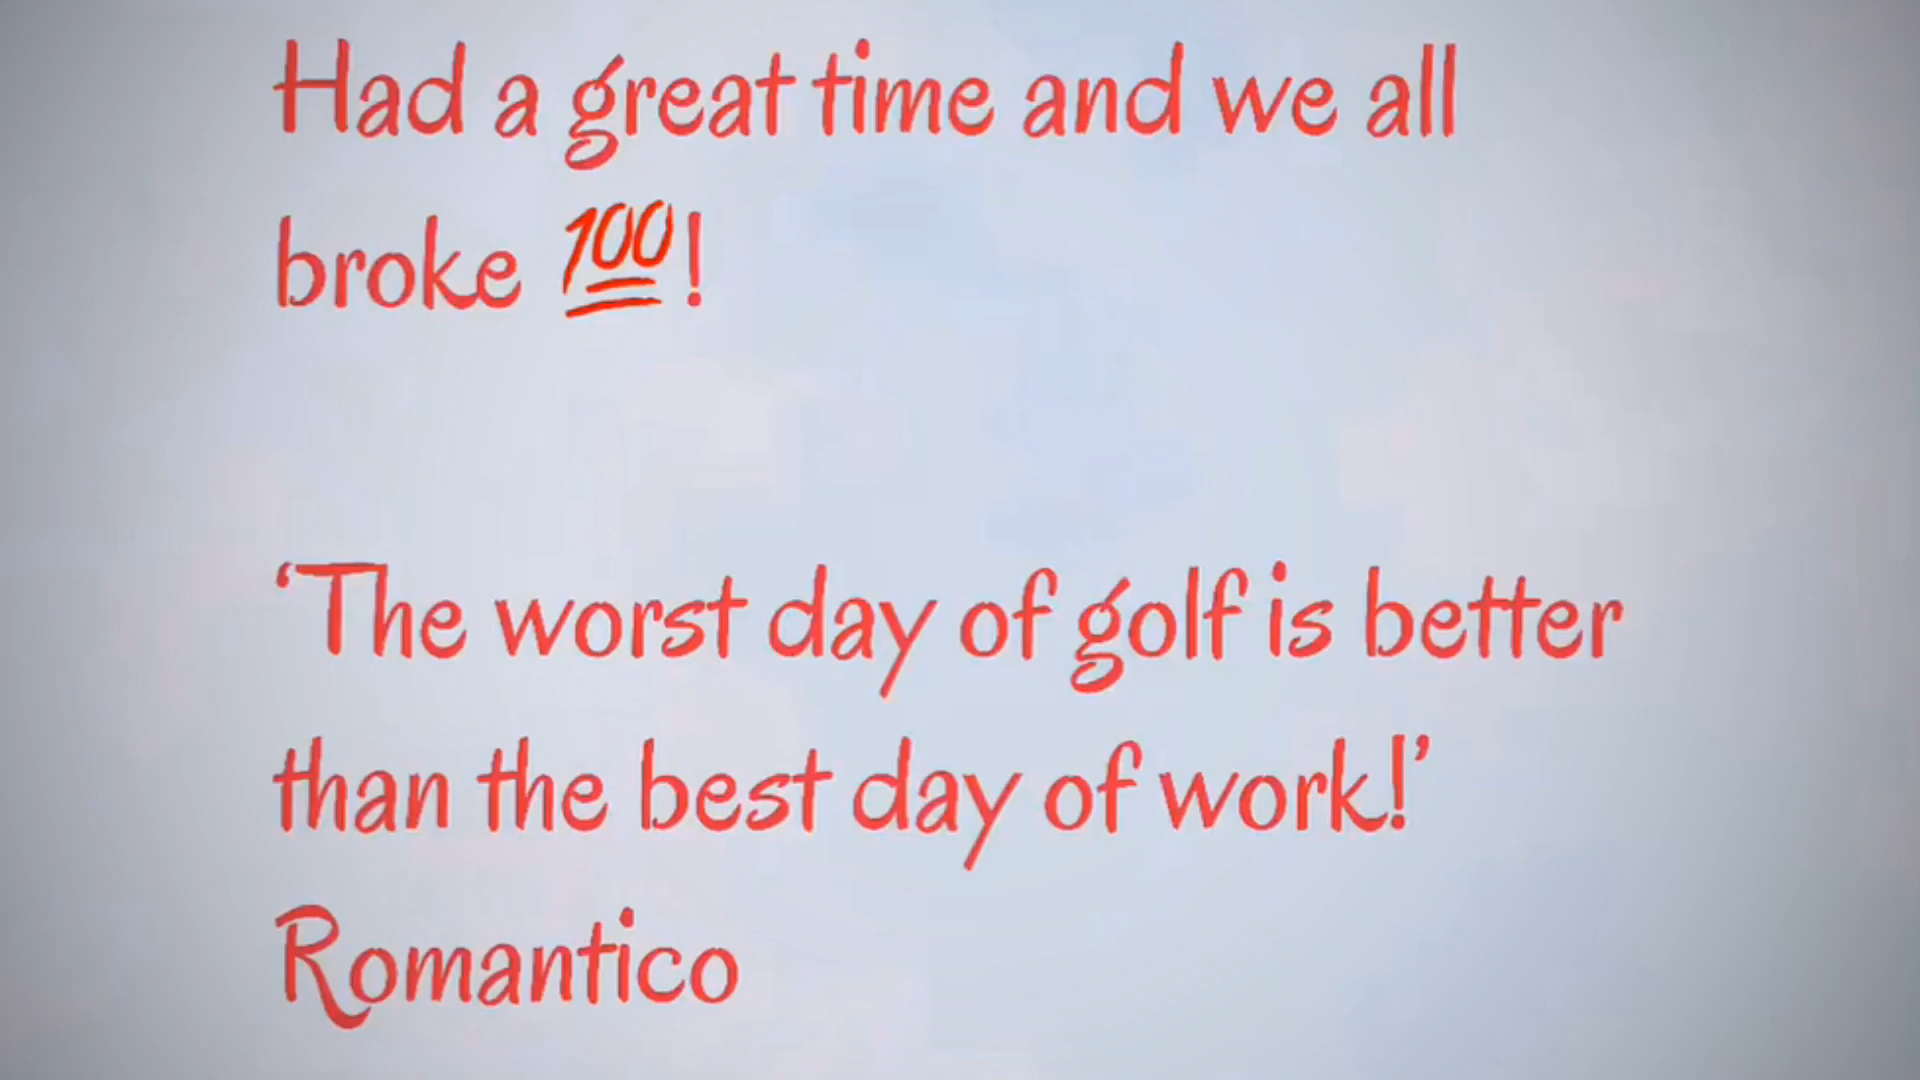 Had a great time and we all
broke 💯!
‘The worst day of golf is better
than the best day of work!’
Romantico